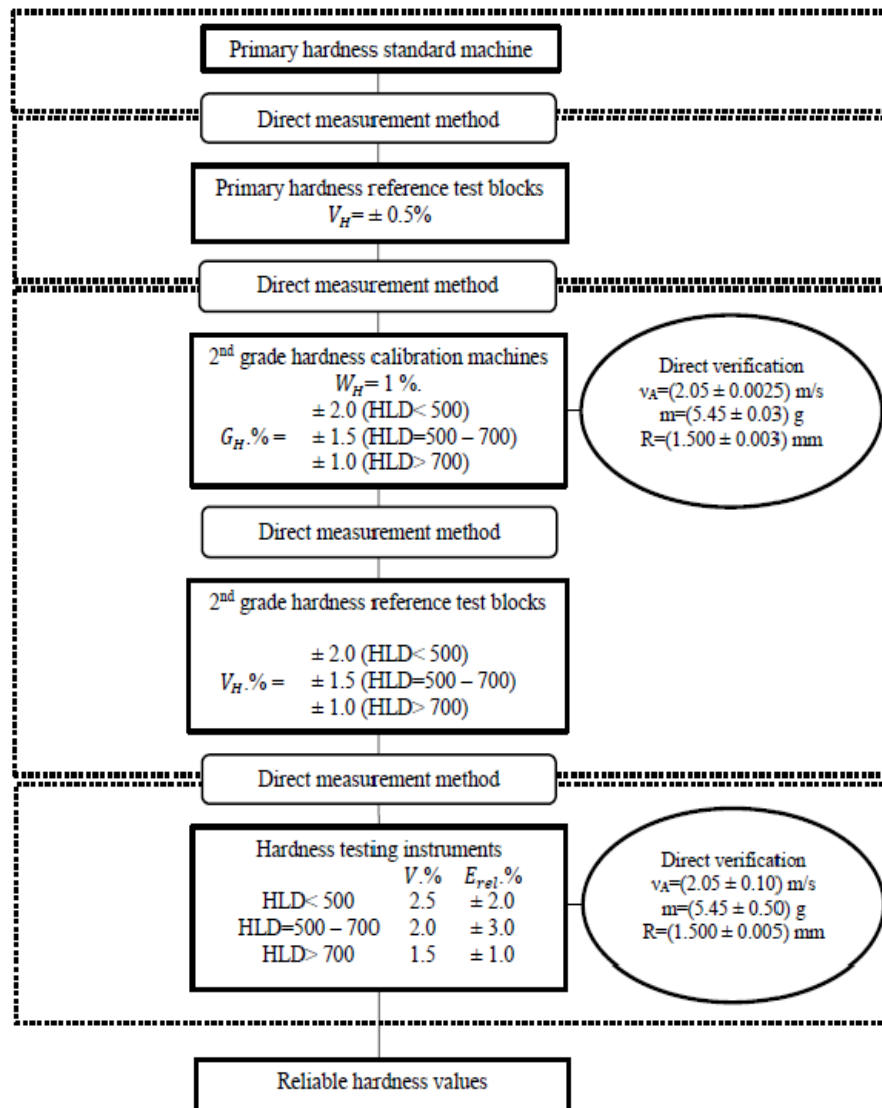 Primary hardness standard machine
Direct measurement method
Primary hardness reference test blocks
V_H= ± 0.5%
Direct measurement method
2nd grade hardness calibration machines
W_H= 1 %.
± 2.0 (HLD< 500)
G_H.% = ± 1.5 (HLD=500 – 700)
± 1.0 (HLD> 700)
Direct verification
vA=(2.05 ± 0.0025) m/s
m=(5.45 ± 0.03) g
R=(1.500 ± 0.003) mm
Direct measurement method
2nd grade hardness reference test blocks
± 2.0 (HLD< 500)
V_H.% = ± 1.5 (HLD=500 – 700)
± 1.0 (HLD> 700)
Direct measurement method
Hardness testing instruments
V.% E_rel.%
HLD< 500 2.5 ± 2.0
HLD=500 – 700 2.0 ± 3.0
HLD> 700 1.5 ± 1.0
Direct verification
vA=(2.05 ± 0.10) m/s
m=(5.45 ± 0.50) g
R=(1.500 ± 0.005) mm
Reliable hardness values